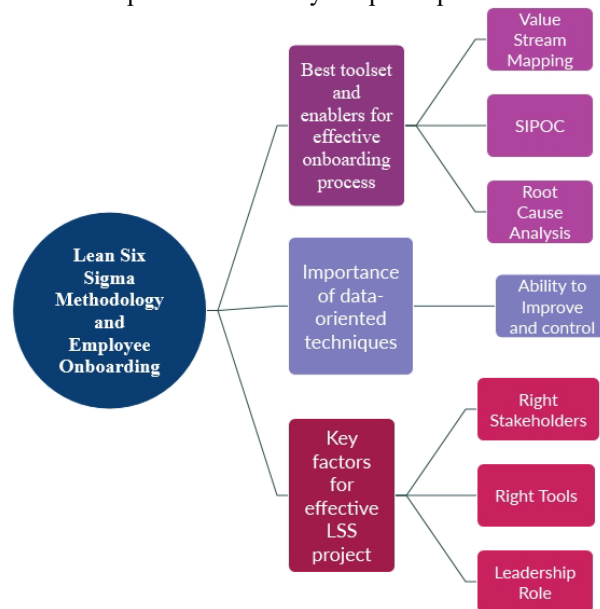 Value
Stream
Mapping
Best toolset
and
enablers for
effective
onboarding
process
SIPOC
Root
Cause
Analysis
Lean Six
Sigma
Methodology
and
Employee
Onboarding
Importance
of data-
oriented
techniques
Ability to
Improve
and control
Key
factors
for
effective
LSS
project
Right
Stakeholders
Right Tools
Leadership
Role